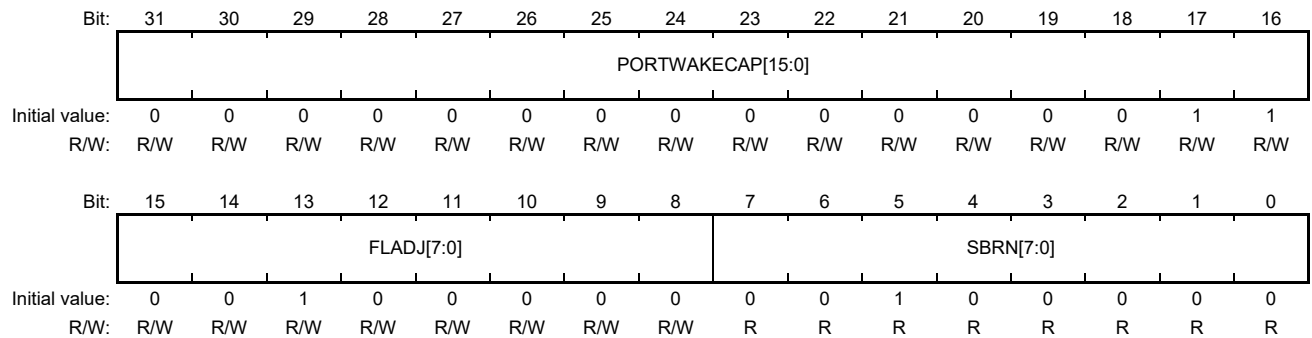 Bit: 31 30 29 28 27 26 25 24 23 22 21 20 19 18 17 16
PORTWAKECAP[15:0]
Initial value: 0 0 0 0 0 0 0 0 0 0 0 0 0 0 1 1
R/W: R/W R/W R/W R/W R/W R/W R/W R/W R/W R/W R/W R/W R/W R/W R/W R/W
Bit: 15 14 13 12 11 10 9 8 7 6 5 4 3 2 1 0
FLADJ[7:0] SBRN[7:0]
Initial value: 0 0 1 0 0 0 0 0 0 0 1 0 0 0 0 0
R/W: R/W R/W R/W R/W R/W R/W R/W R/W R R R R R R R R